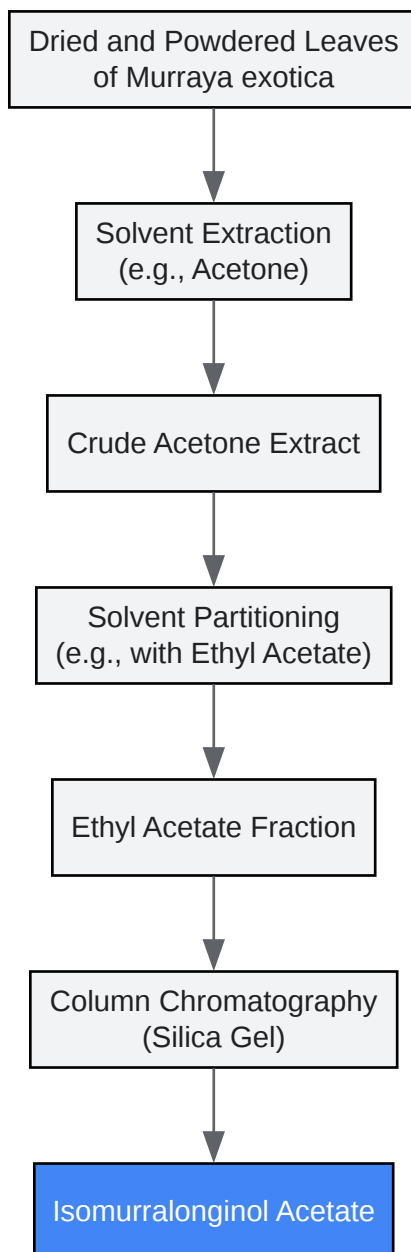 Dried and Powdered Leaves
of Murraya exotica
Solvent Extraction
(e.g., Acetone)
Crude Acetone Extract
Solvent Partitioning
(e.g., with Ethyl Acetate)
Ethyl Acetate Fraction
Column Chromatography
(Silica Gel)
Isomurralonginol Acetate